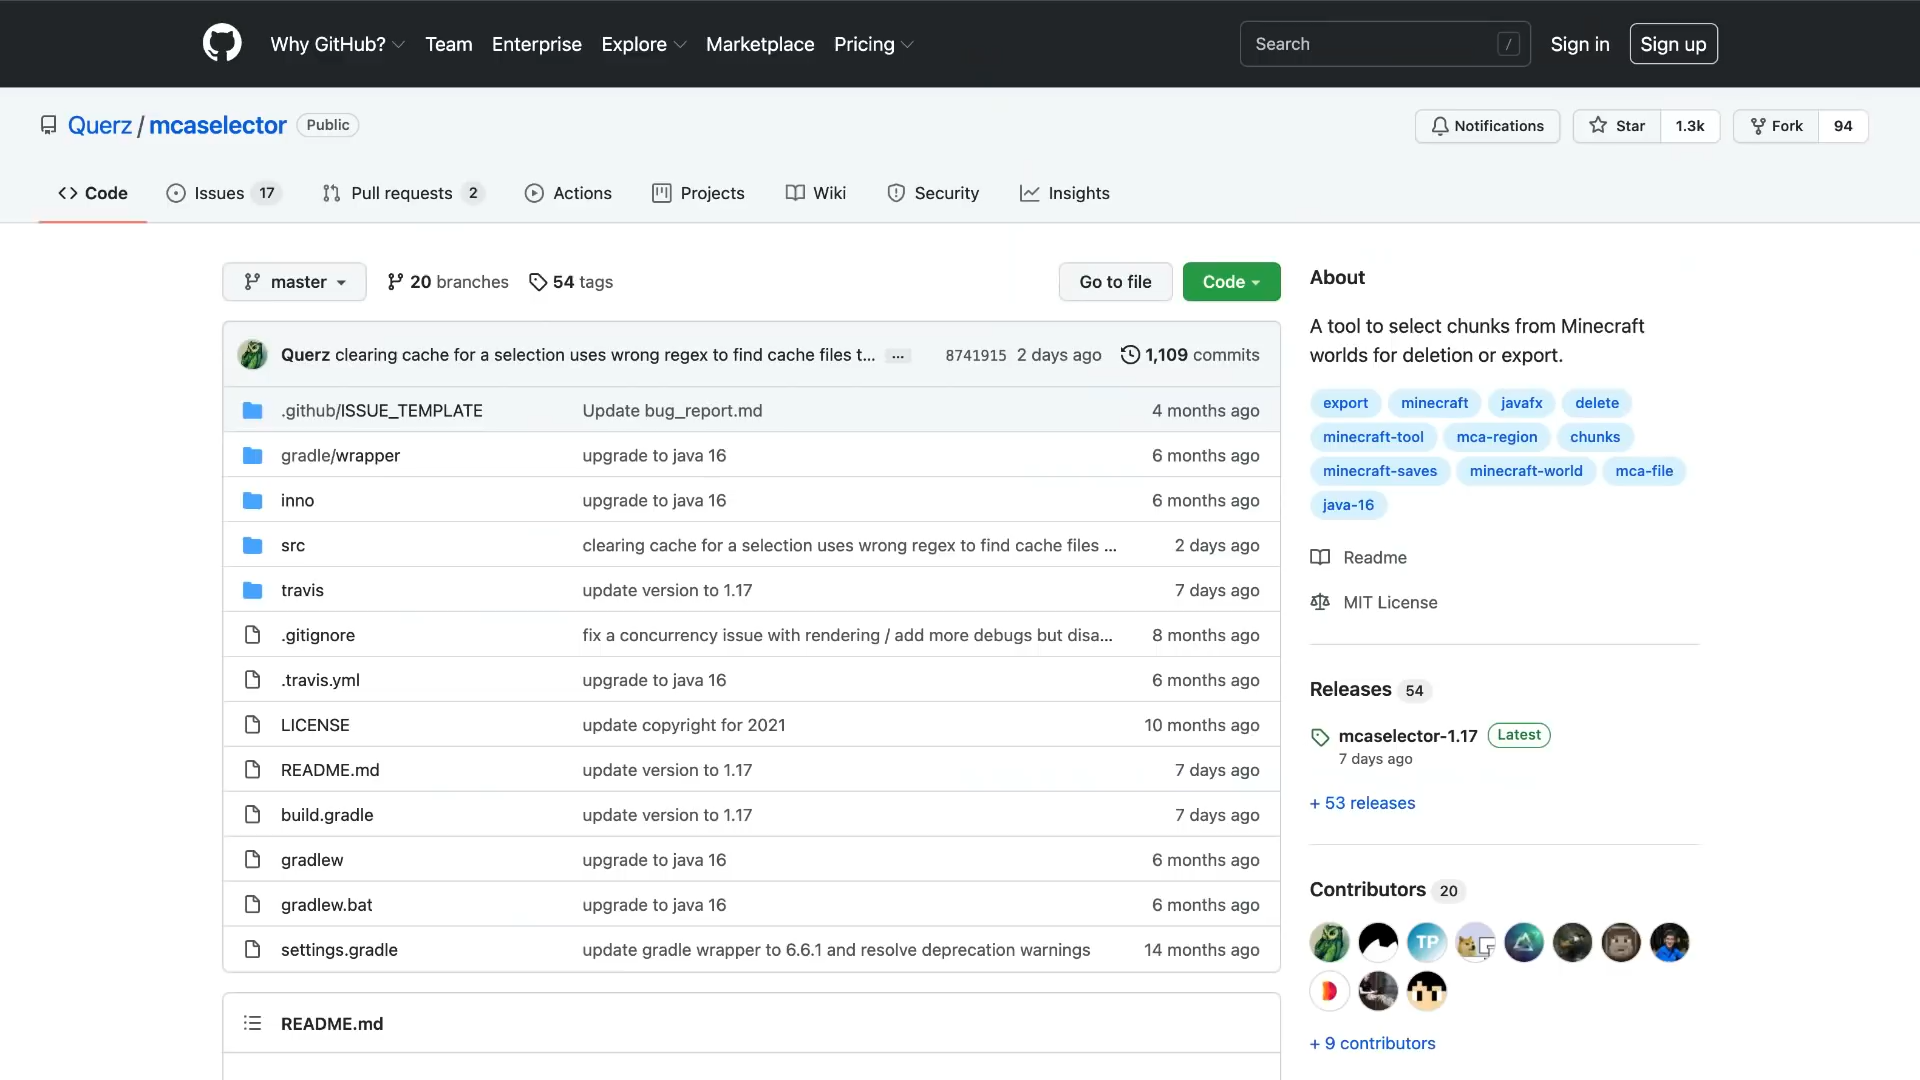 Why GitHub? Team Enterprise Explore Marketplace Pricing Search / Sign in Sign up
Querz / mcaselector Public Notifications Star 1.3k Fork 94
Code Issues 17 Pull requests 2 Actions Projects Wiki Security Insights
master 20 branches 54 tags Go to file Code
Querz clearing cache for a selection uses wrong regex to find cache files t... ... 8741915 2 days ago 1,109 commits
.github/ISSUE_TEMPLATE Update bug_report.md 4 months ago
gradle/wrapper upgrade to java 16 6 months ago
inno upgrade to java 16 6 months ago
src clearing cache for a selection uses wrong regex to find cache files ... 2 days ago
travis update version to 1.17 7 days ago
.gitignore fix a concurrency issue with rendering / add more debugs but disa... 8 months ago
.travis.yml upgrade to java 16 6 months ago
LICENSE update copyright for 2021 10 months ago
README.md update version to 1.17 7 days ago
build.gradle update version to 1.17 7 days ago
gradlew upgrade to java 16 6 months ago
gradlew.bat upgrade to java 16 6 months ago
settings.gradle update gradle wrapper to 6.6.1 and resolve deprecation warnings 14 months ago
README.md
About
A tool to select chunks from Minecraft
worlds for deletion or export.
export minecraft javafx delete
minecraft-tool mca-region chunks
minecraft-saves minecraft-world mca-file
java-16
Readme
MIT License
Releases 54
mcaselector-1.17 Latest
7 days ago
+ 53 releases
Contributors 20
TP
+ 9 contributors